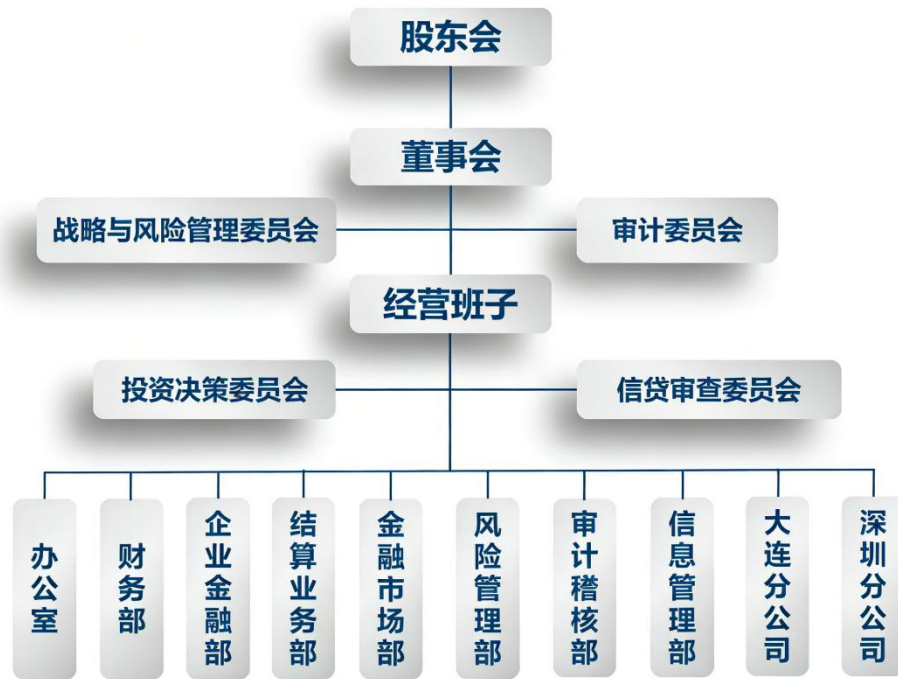 股东会
董事会
战略与风险管理委员会
审计委员会
经营班子
投资决策委员会
信贷审查委员会
办公室
财务部
企业金融部
结算业务部
金融市场部
风险管理部
审计稽核部
信息管理部
大连分公司
深圳分公司